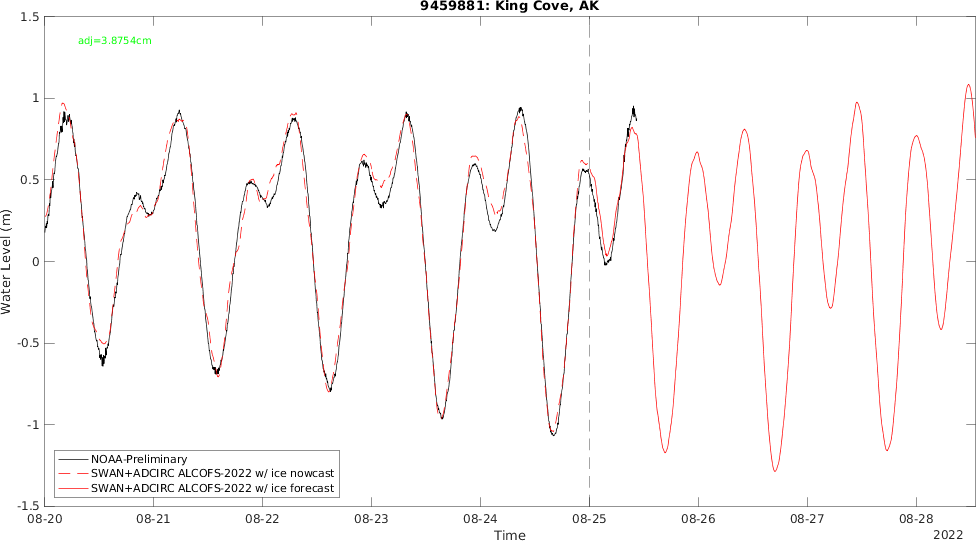 9459881: King Cove, AK
1.5
adj=3.8754cm
1
0.5
0
-0.5
-1
-1.5
Water Level (m)
NOAA-Preliminary
SWAN+ADCIRC ALCOFS-2022 w/ ice nowcast
SWAN+ADCIRC ALCOFS-2022 w/ ice forecast
08-20 08-21 08-22 08-23 08-24 08-25 08-26 08-27 08-28
Time
2022